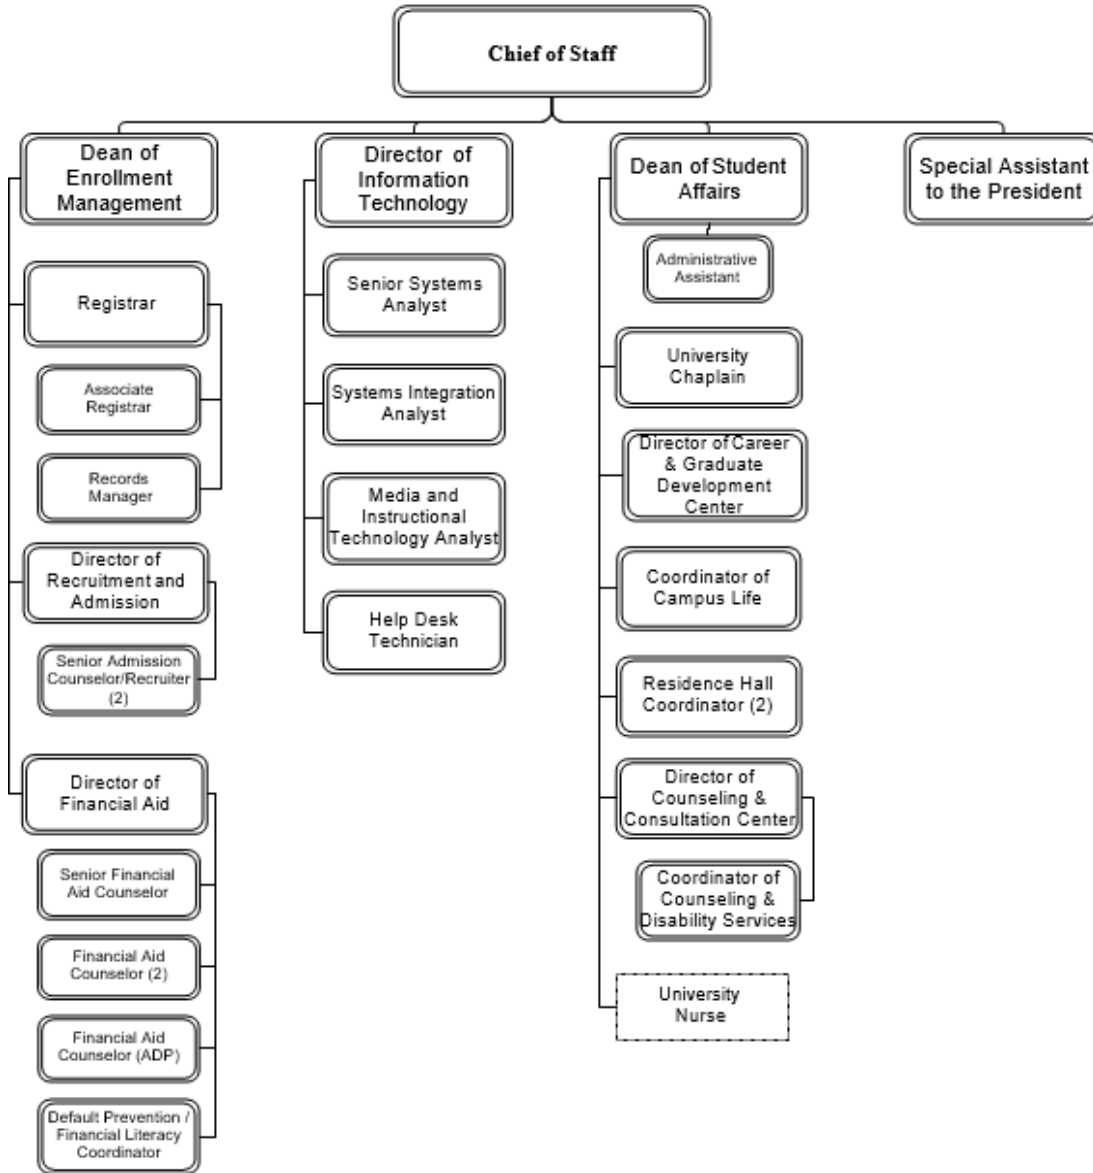 Chief of Staff
Dean of
Enrollment
Management
Registrar
Associate
Registrar
Records
Manager
Director of
Recruitment and
Admission
Senior Admission
Counselor/Recruiter
(2)
Director of
Financial Aid
Senior Financial
Aid Counselor
Financial Aid
Counselor (2)
Financial Aid
Counselor (ADP)
Default Prevention /
Financial Literacy
Coordinator
Director of
Information
Technology
Senior Systems
Analyst
Systems Integration
Analyst
Media and
Instructional
Technology Analyst
Help Desk
Technician
Dean of Student
Affairs
Administrative
Assistant
University
Chaplain
Director of Career
& Graduate
Development
Center
Coordinator of
Campus Life
Residence Hall
Coordinator (2)
Director of
Counseling &
Consultation Center
Coordinator of
Counseling &
Disability Services
University
Nurse
Special Assistant
to the President